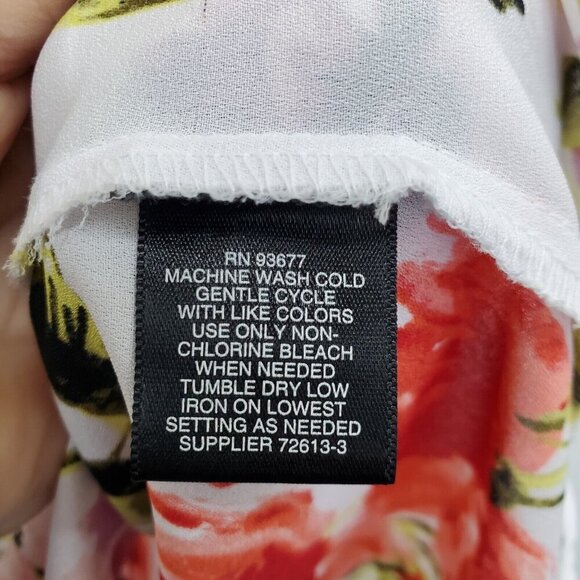 RN 93677
MACHINE WASH COLD
GENTLE CYCLE
WITH LIKE COLORS
USE ONLY NON-
CHLORINE BLEACH
WHEN NEEDED
TUMBLE DRY LOW
IRON ON LOWEST
SETTING AS NEEDED
SUPPLIER 72613-3